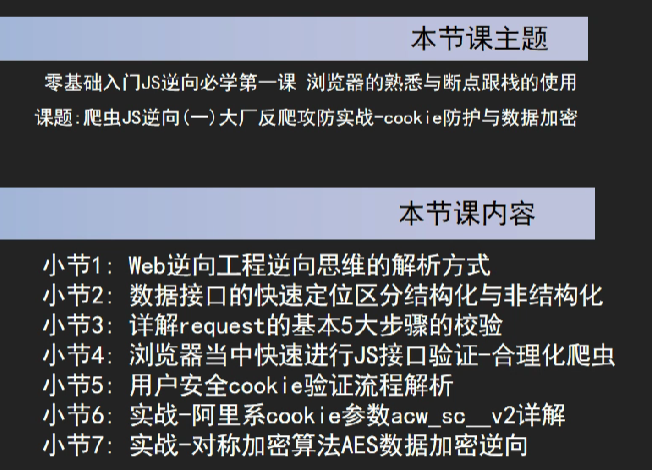 本节课主题
零基础入门JS逆向必学第一课 浏览器的熟悉与断点跟栈的使用
课题:爬虫JS逆向(一)大厂反爬攻防实战-cookie防护与数据加密
本节课内容
小节1: Web逆向工程逆向思维的解析方式
小节2: 数据接口的快速定位区分结构化与非结构化
小节3: 详解request的基本5大步骤的校验
小节4: 浏览器当中快速进行JS接口验证-合理化爬虫
小节5: 用户安全cookie验证流程解析
小节6: 实战-阿里系cookie参数acw_sc__v2详解
小节7: 实战-对称加密算法AES数据加密逆向